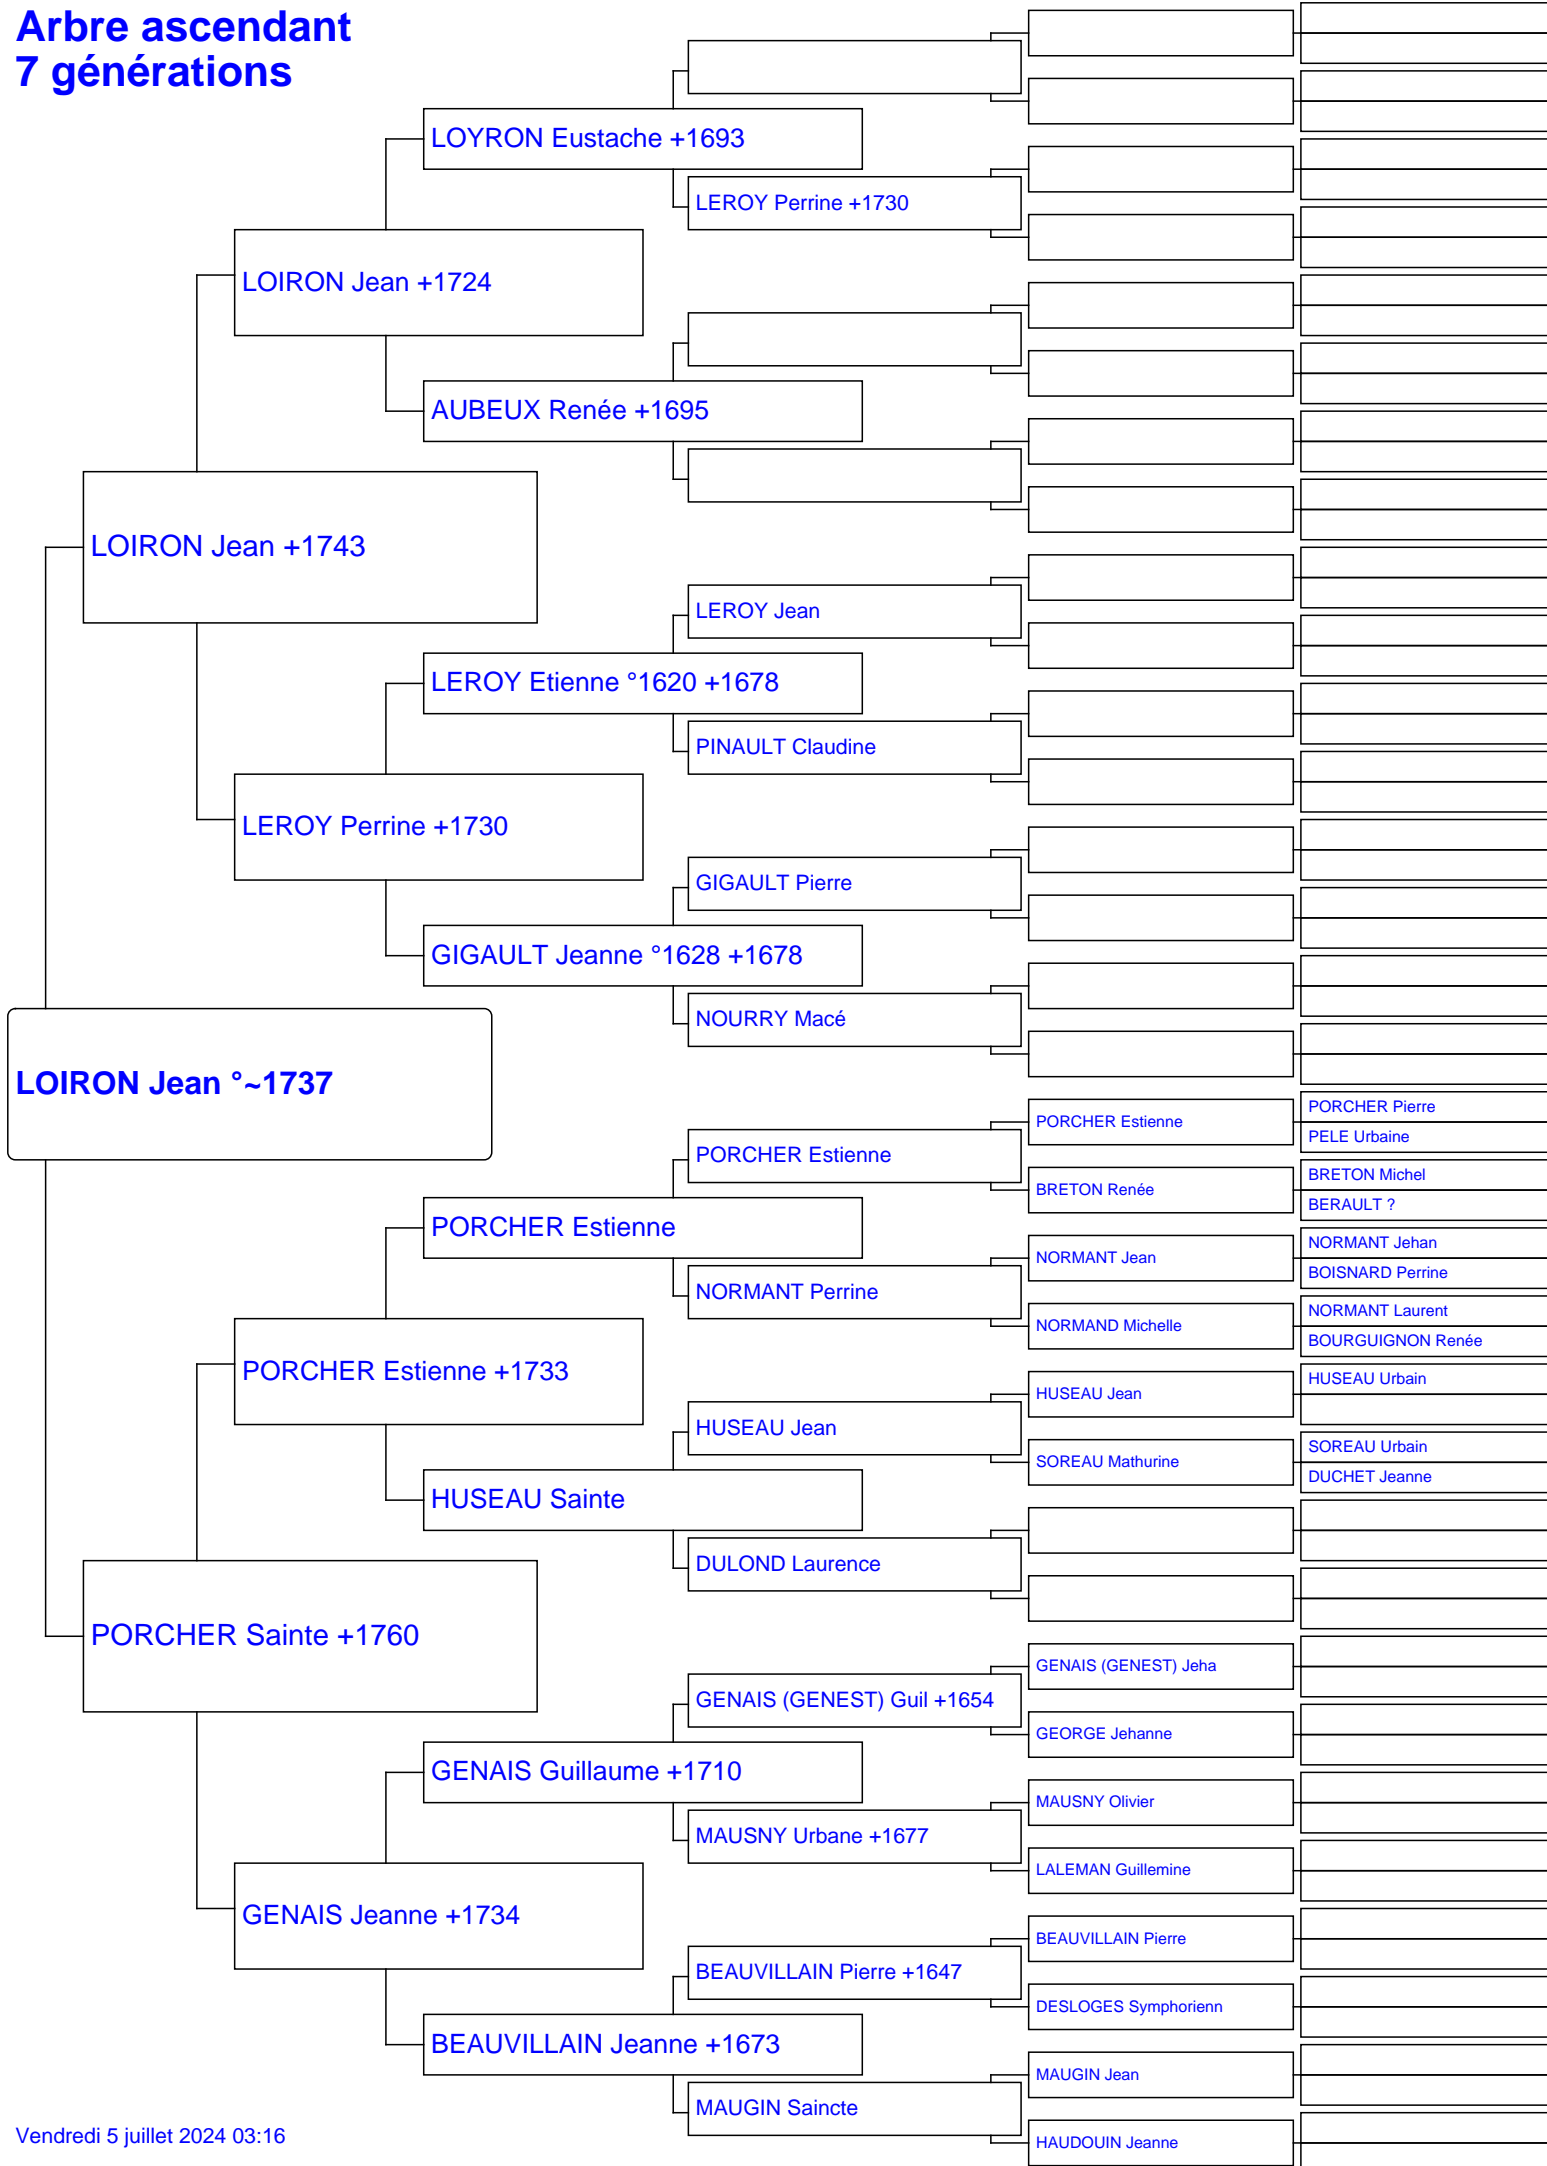 Arbre ascendant
7 générations
LOYRON Eustache +1693
LEROY Perrine +1730
LOIRON Jean +1724
AUBEUX Renée +1695
LOIRON Jean +1743
LEROY Jean
LEROY Etienne °1620 +1678
PINAULT Claudine
LEROY Perrine +1730
GIGAULT Pierre
GIGAULT Jeanne °1628 +1678
NOURRY Macé
LOIRON Jean °~1737
PORCHER Pierre
PORCHER Estienne
PELE Urbaine
PORCHER Estienne
BRETON Michel
BRETON Renée
BERAULT ?
PORCHER Estienne
NORMANT Jehan
NORMANT Jean
BOISNARD Perrine
NORMANT Perrine
NORMANT Laurent
NORMAND Michelle
BOURGUIGNON Renée
PORCHER Estienne +1733
HUSEAU Urbain
HUSEAU Jean
HUSEAU Jean
SOREAU Urbain
SOREAU Mathurine
DUCHET Jeanne
HUSEAU Sainte
DULOND Laurence
PORCHER Sainte +1760
GENAIS (GENEST) Jeha
GENAIS (GENEST) Guil +1654
GEORGE Jehanne
GENAIS Guillaume +1710
MAUSNY Olivier
MAUSNY Urbane +1677
LALEMAN Guillemine
GENAIS Jeanne +1734
BEAUVILLAIN Pierre
BEAUVILLAIN Pierre +1647
DESLOGES Symphorienn
BEAUVILLAIN Jeanne +1673
MAUGIN Jean
MAUGIN Saincte
HAUDOUIN Jeanne
Vendredi 5 juillet 2024 03:16